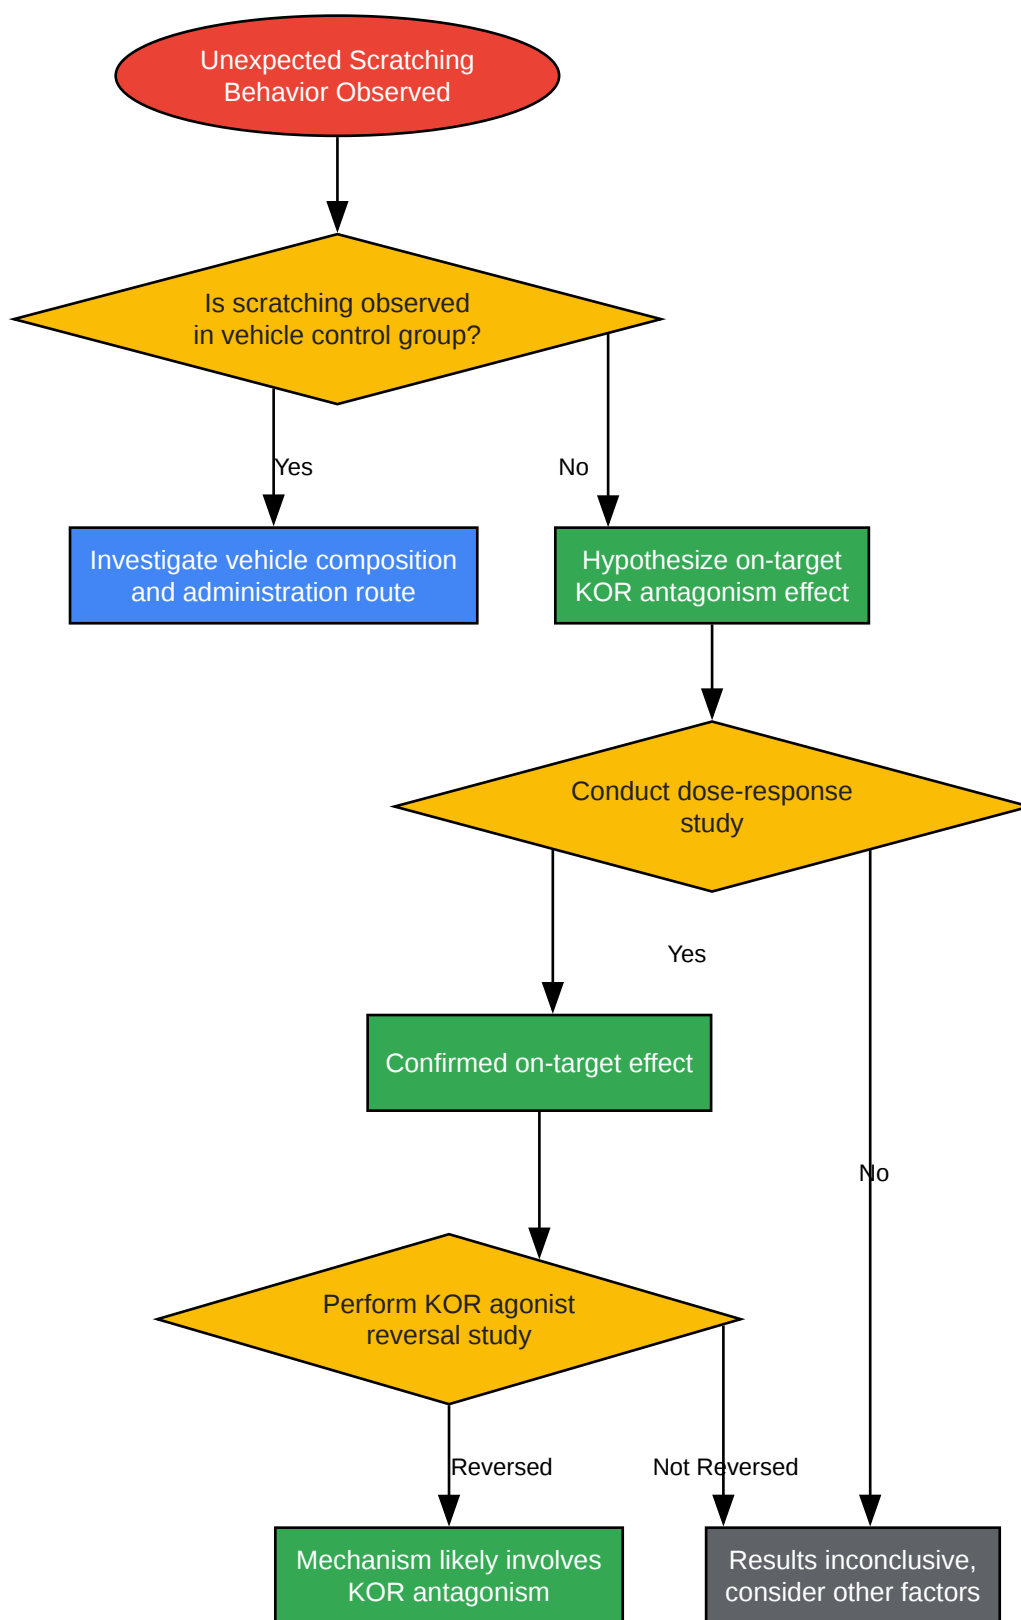 Unexpected Scratching
Behavior Observed
Is scratching observed
in vehicle control group?
Yes
No
Investigate vehicle composition
and administration route
Hypothesize on-target
KOR antagonism effect
Conduct dose-response
study
Yes
Confirmed on-target effect
No
Perform KOR agonist
reversal study
Reversed
Not Reversed
Mechanism likely involves
KOR antagonism
Results inconclusive,
consider other factors